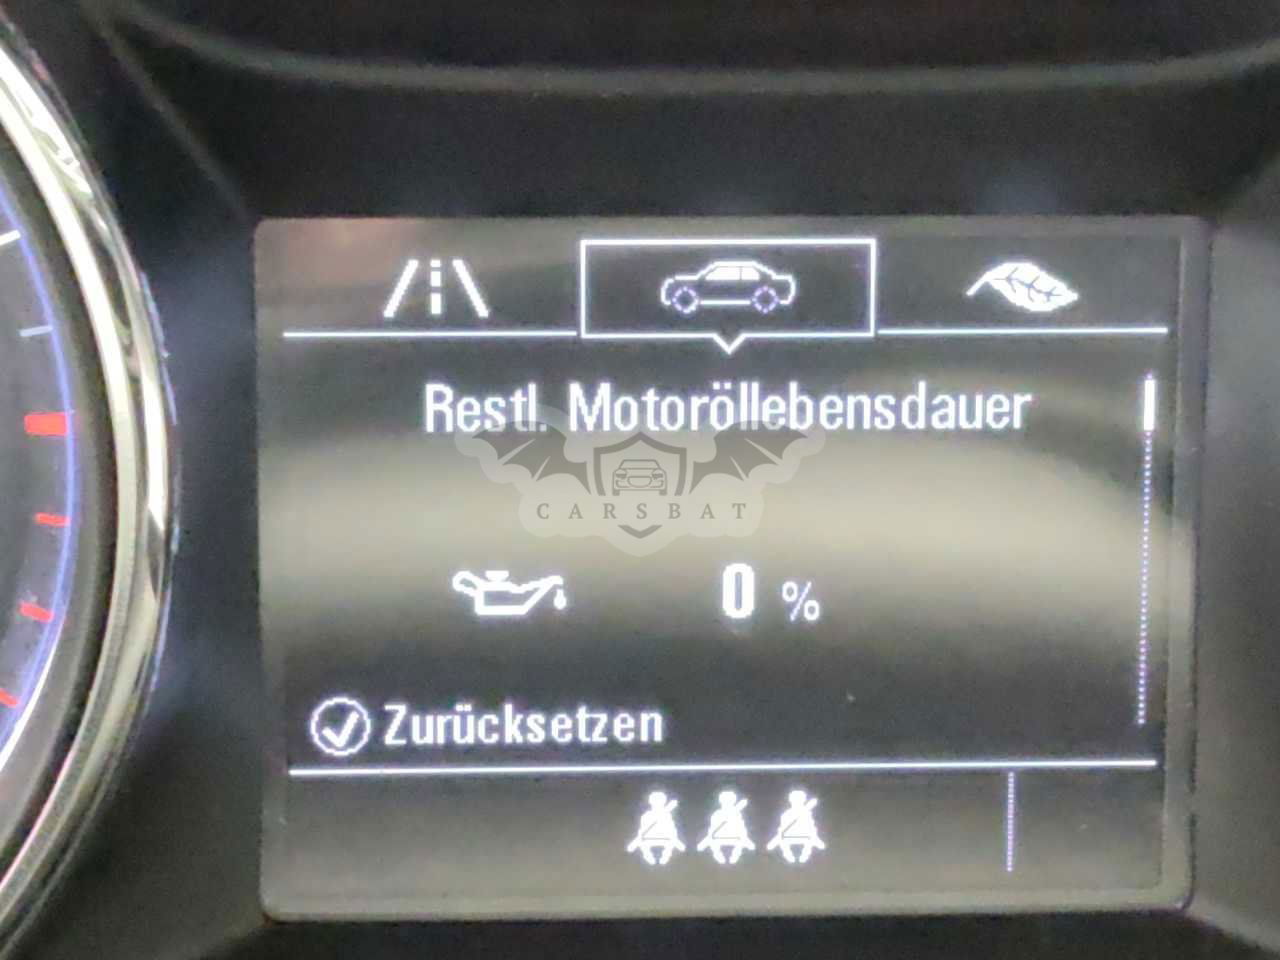 Restl. Motoröllebensdauer
CARSBAT
0 %
Zurücksetzen